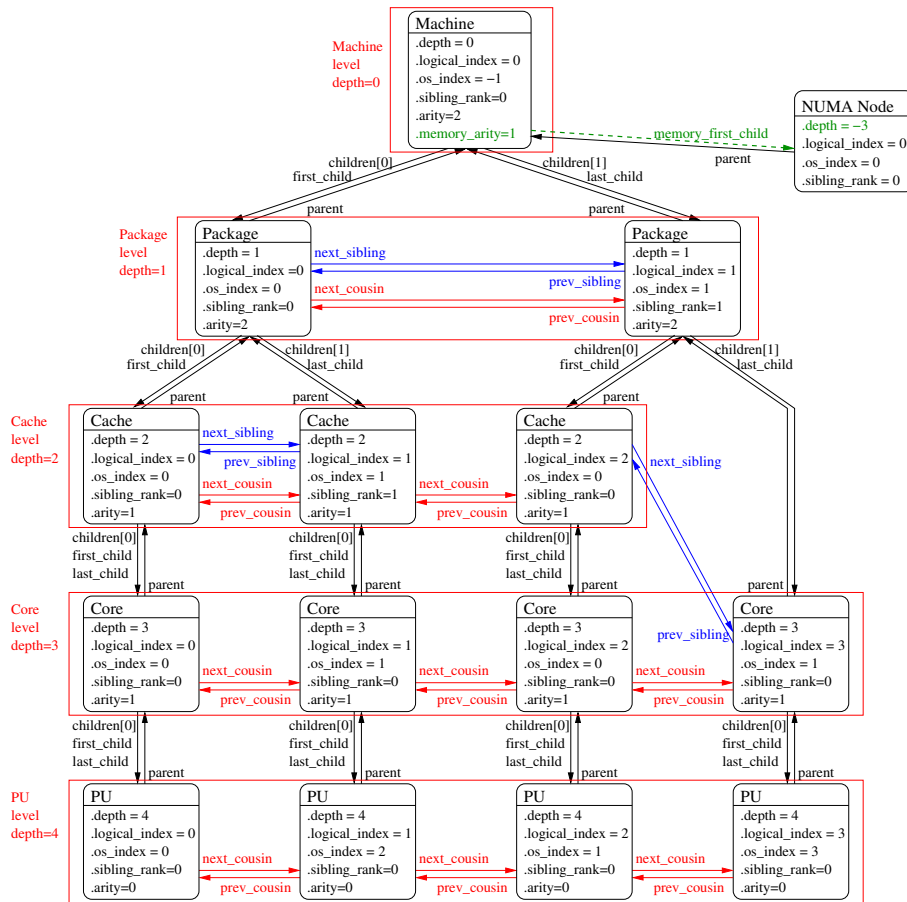 Machine
.depth = 0
.logical_index = 0
.os_index = −1
.sibling_rank=0
.arity=2
.memory_arity=1
Machine
level
depth=0
NUMA Node
.depth = −3
.logical_index = 0
.os_index = 0
.sibling_rank = 0
memory_first_child
parent
children[0]
first_child
children[1]
last_child
parent
parent
Package
level
depth=1
Package
.depth = 1
.logical_index =0
.os_index = 0
.sibling_rank=0
.arity=2
next_sibling
prev_sibling
next_cousin
prev_cousin
Package
.depth = 1
.logical_index = 1
.os_index = 1
.sibling_rank=1
.arity=2
children[0]
first_child
children[1]
last_child
children[0]
first_child
children[1]
last_child
parent
parent
parent
Cache
level
depth=2
Cache
.depth = 2
.logical_index = 0
.os_index = 0
.sibling_rank=0
.arity=1
next_sibling
prev_sibling
next_cousin
prev_cousin
Cache
.depth = 2
.logical_index = 1
.os_index = 1
.sibling_rank=1
.arity=1
next_cousin
prev_cousin
Cache
.depth = 2
.logical_index = 2
.os_index = 0
.sibling_rank=0
.arity=1
next_sibling
prev_sibling
children[0]
first_child
last_child
parent
children[0]
first_child
last_child
parent
children[0]
first_child
last_child
parent
parent
Core
level
depth=3
Core
.depth = 3
.logical_index = 0
.os_index = 0
.sibling_rank=0
.arity=1
next_cousin
prev_cousin
Core
.depth = 3
.logical_index = 1
.os_index = 1
.sibling_rank=0
.arity=1
next_cousin
prev_cousin
Core
.depth = 3
.logical_index = 2
.os_index = 0
.sibling_rank=0
.arity=1
next_cousin
prev_cousin
Core
.depth = 3
.logical_index = 3
.os_index = 1
.sibling_rank=0
.arity=1
children[0]
first_child
last_child
parent
children[0]
first_child
last_child
parent
children[0]
first_child
last_child
parent
children[0]
first_child
last_child
parent
PU
level
depth=4
PU
.depth = 4
.logical_index = 0
.os_index = 0
.sibling_rank=0
.arity=0
next_cousin
prev_cousin
PU
.depth = 4
.logical_index = 1
.os_index = 2
.sibling_rank=0
.arity=0
next_cousin
prev_cousin
PU
.depth = 4
.logical_index = 2
.os_index = 1
.sibling_rank=0
.arity=0
next_cousin
prev_cousin
PU
.depth = 4
.logical_index = 3
.os_index = 3
.sibling_rank=0
.arity=0